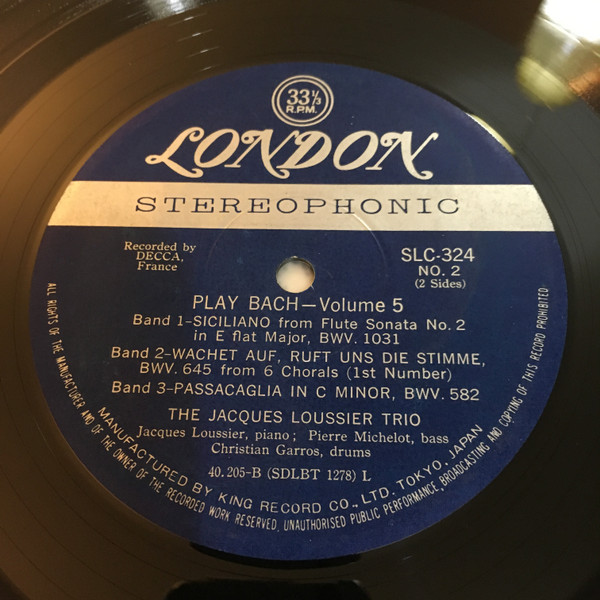 33 1/3
R.P.M.
LONDON
STEREOPHONIC
Recorded by
DECCA,
France
SLC-324
NO. 2
(2 Sides)
PLAY BACH—Volume 5
Band 1-SICILIANO from Flute Sonata No. 2
in E flat Major, BWV. 1031
Band 2-WACHET AUF, RUFT UNS DIE STIMME,
BWV. 645 from 6 Chorals (1st Number)
Band 3-PASSACAGLIA IN C MINOR, BWV. 582
THE JACQUES LOUSSIER TRIO
Jacques Loussier, piano; Pierre Michelot, bass
Christian Garros, drums
40. 205-B (SDLBT 1278) L
MANUFACTURED BY KING RECORD CO., LTD. TOKYO. JAPAN
ALL RIGHTS OF THE MANUFACTURER AND OF THE OWNER OF THE RECORDED WORK RESERVED. UNAUTHORISED PUBLIC PERFORMANCE, BROADCASTING AND COPYING OF THIS RECORD PROHIBITED